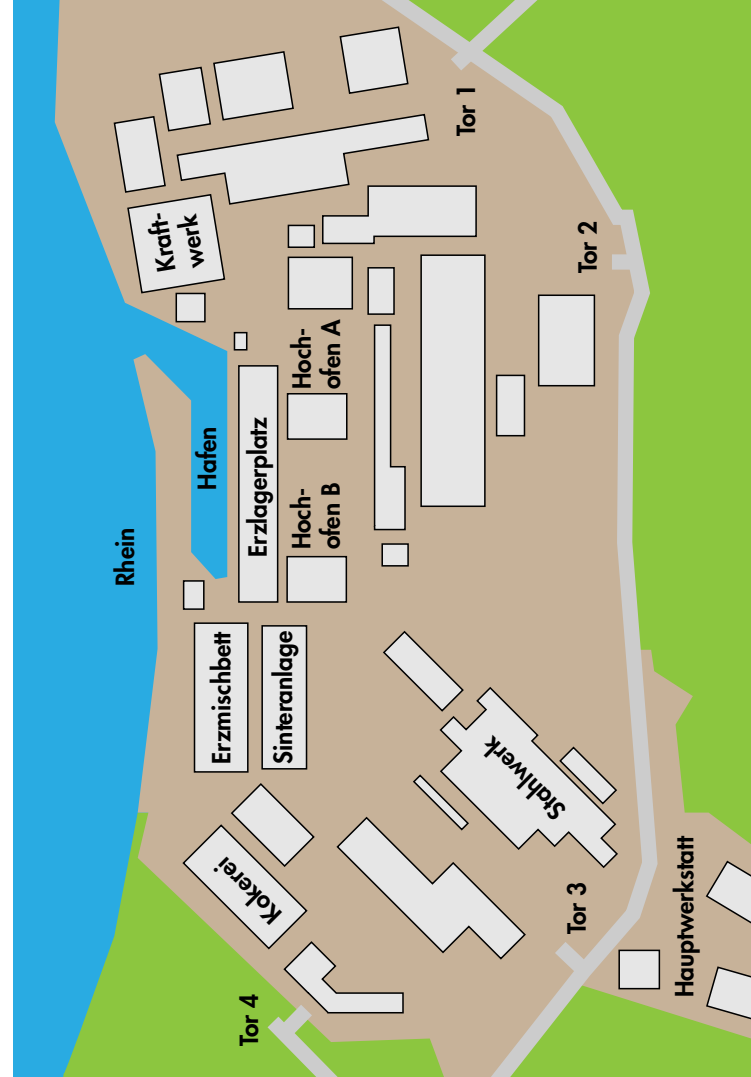 Tor 1
Kraft-
werk
Tor 2
Hoch-
ofen A
Hafen
Erzlagerplatz
Hoch-
ofen B
Rhein
Erzmischbett
Sinteranlage
Stahlwerk
Kokerei
Tor 3
Hauptwerkstatt
Tor 4